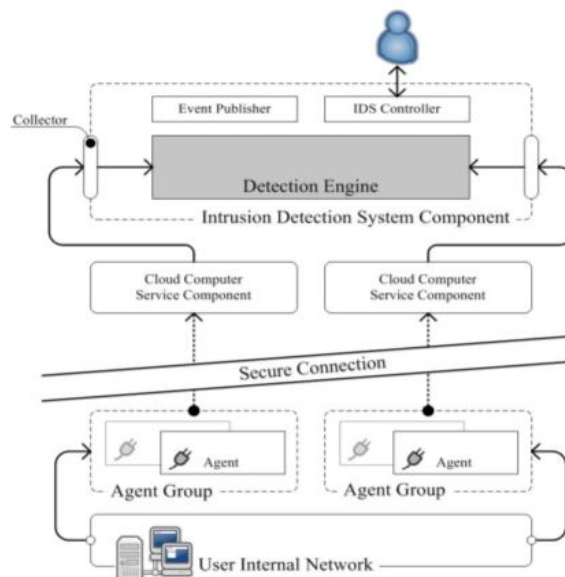 Event Publisher
IDS Controller
Collector
Detection Engine
Intrusion Detection System Component
Cloud Computer
Service Component
Cloud Computer
Service Component
Secure Connection
Agent
Agent
Agent Group
Agent Group
User Internal Network